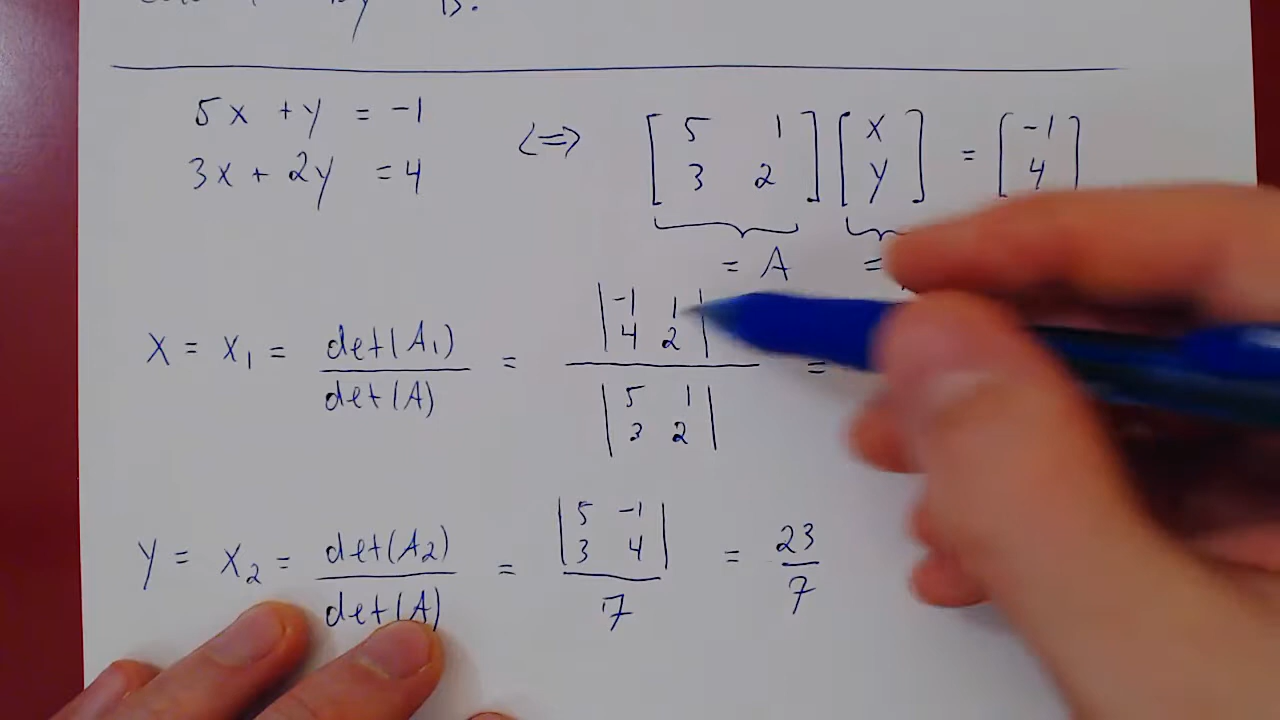 by B.
5x + y = -1
3x + 2y = 4
<=> [5 1; 3 2] [x; y] = [-1; 4]
= A =
x = x₁ = det(A₁) / det(A) = |-1 1; 4 2| / |5 1; 3 2| =
y = x₂ = det(A₂) / det(A) = |5 -1; 3 4| / 7 = 23 / 7